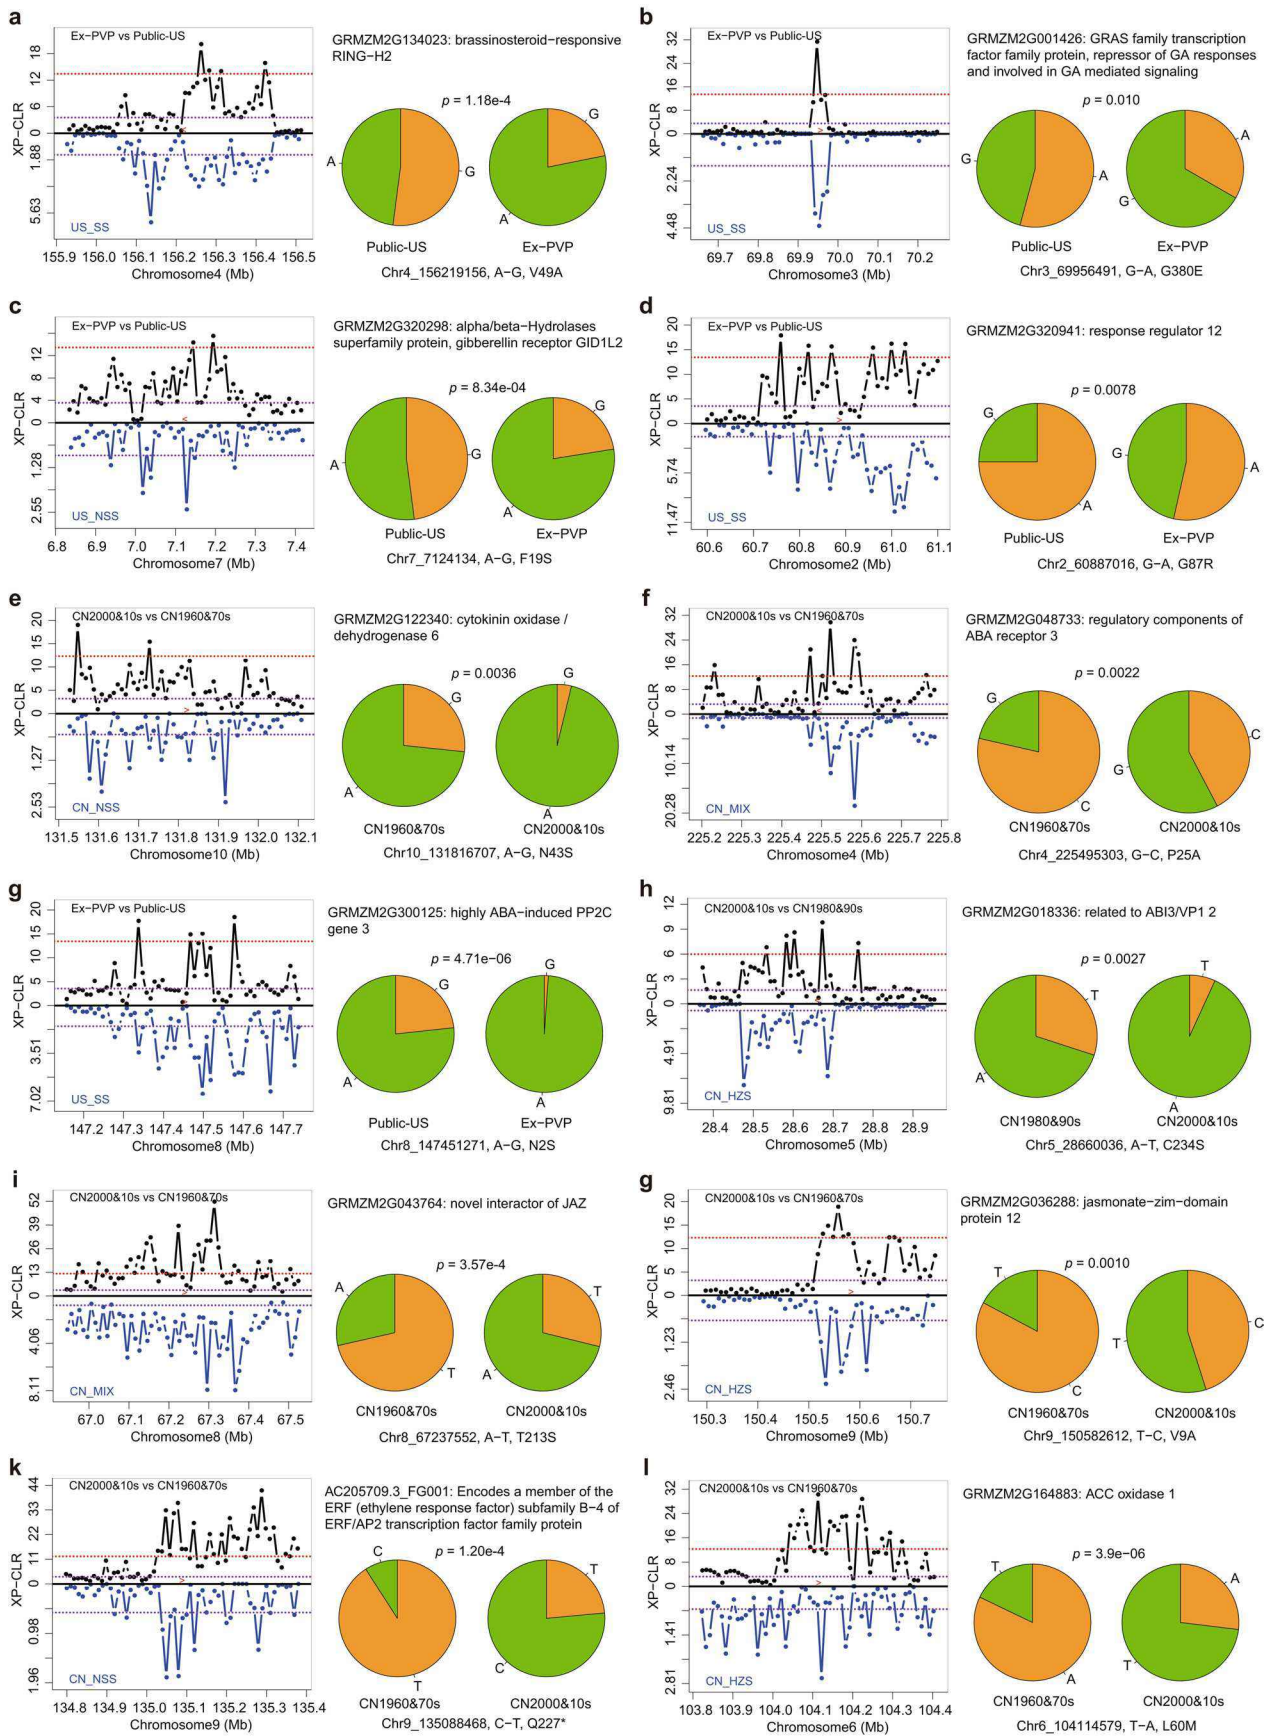 a
Ex−PVP vs Public-US
XP−CLR
18
12
6
0
1.88
5.63
US_SS
155.9 156.0 156.1 156.2 156.3 156.4 156.5
Chromosome4 (Mb)
GRMZM2G134023: brassinosteroid−responsive
RING−H2
p = 1.18e-4
A
G
G
A
Public-US
Ex−PVP
Chr4_156219156, A−G, V49A
b
Ex−PVP vs Public-US
XP−CLR
32
24
16
8
0
2.24
4.48
US_SS
69.7 69.8 69.9 70.0 70.1 70.2
Chromosome3 (Mb)
GRMZM2G001426: GRAS family transcription
factor family protein, repressor of GA responses
and involved in GA mediated signaling
p = 0.010
G
A
A
G
Public-US
Ex−PVP
Chr3_69956491, G−A, G380E
c
Ex−PVP vs Public-US
XP−CLR
12
8
4
0
1.28
2.55
US_NSS
6.8 6.9 7.0 7.1 7.2 7.3 7.4
Chromosome7 (Mb)
GRMZM2G320298: alpha/beta−Hydrolases
superfamily protein, gibberellin receptor GID1L2
p = 8.34e-04
A
G
G
A
Public-US
Ex−PVP
Chr7_7124134, A−G, F19S
d
Ex−PVP vs Public-US
XP−CLR
20
15
10
5
0
5.74
11.47
US_SS
60.6 60.7 60.8 60.9 61.0 61.1
Chromosome2 (Mb)
GRMZM2G320941: response regulator 12
p = 0.0078
G
A
G
A
Public-US
Ex−PVP
Chr2_60887016, G−A, G87R
e
CN2000&10s vs CN1960&70s
XP−CLR
20
15
10
5
0
1.27
2.53
CN_NSS
131.5 131.6 131.7 131.8 131.9 132.0 132.1
Chromosome10 (Mb)
GRMZM2G122340: cytokinin oxidase /
dehydrogenase 6
p = 0.0036
G
A
G
A
CN1960&70s
CN2000&10s
Chr10_131816707, A−G, N43S
f
CN2000&10s vs CN1960&70s
XP−CLR
32
24
16
8
0
10.14
20.28
CN_MIX
225.2 225.3 225.4 225.5 225.6 225.7 225.8
Chromosome4 (Mb)
GRMZM2G048733: regulatory components of
ABA receptor 3
p = 0.0022
G
C
C
G
CN1960&70s
CN2000&10s
Chr4_225495303, G−C, P25A
g
Ex−PVP vs Public-US
XP−CLR
20
15
10
5
0
3.51
7.02
US_SS
147.2 147.3 147.4 147.5 147.6 147.7
Chromosome8 (Mb)
GRMZM2G300125: highly ABA−induced PP2C
gene 3
p = 4.71e−06
G
A
G
A
Public-US
Ex−PVP
Chr8_147451271, A−G, N2S
h
CN2000&10s vs CN1980&90s
XP−CLR
12
9
6
3
0
4.91
9.81
CN_HZS
28.4 28.5 28.6 28.7 28.8 28.9
Chromosome5 (Mb)
GRMZM2G018336: related to ABI3/VP1 2
p = 0.0027
T
A
T
A
CN1980&90s
CN2000&10s
Chr5_28660036, A−T, C234S
i
CN2000&10s vs CN1960&70s
XP−CLR
52
39
26
13
0
4.06
8.11
CN_MIX
67.0 67.1 67.2 67.3 67.4 67.5
Chromosome8 (Mb)
GRMZM2G043764: novel interactor of JAZ
p = 3.57e-4
A
T
T
A
CN1960&70s
CN2000&10s
Chr8_67237552, A−T, T213S
g
CN2000&10s vs CN1960&70s
XP−CLR
20
15
10
5
0
1.23
2.46
CN_HZS
150.3 150.4 150.5 150.6 150.7
Chromosome9 (Mb)
GRMZM2G036288: jasmonate−zim−domain
protein 12
p = 0.0010
T
C
C
T
CN1960&70s
CN2000&10s
Chr9_150582612, T−C, V9A
k
CN2000&10s vs CN1960&70s
XP−CLR
44
33
22
11
0
0.98
1.96
CN_NSS
134.8 134.9 135.0 135.1 135.2 135.3 135.4
Chromosome9 (Mb)
AC205709.3_FG001: Encodes a member of the
ERF (ethylene response factor) subfamily B−4 of
ERF/AP2 transcription factor family protein
p = 1.20e-4
C
T
T
C
CN1960&70s
CN2000&10s
Chr9_135088468, C−T, Q227*
l
CN2000&10s vs CN1960&70s
XP−CLR
32
24
16
8
0
1.41
2.81
CN_HZS
103.8 103.9 104.0 104.1 104.2 104.3 104.4
Chromosome6 (Mb)
GRMZM2G164883: ACC oxidase 1
p = 3.9e−06
T
A
A
T
CN1960&70s
CN2000&10s
Chr6_104114579, T−A, L60M